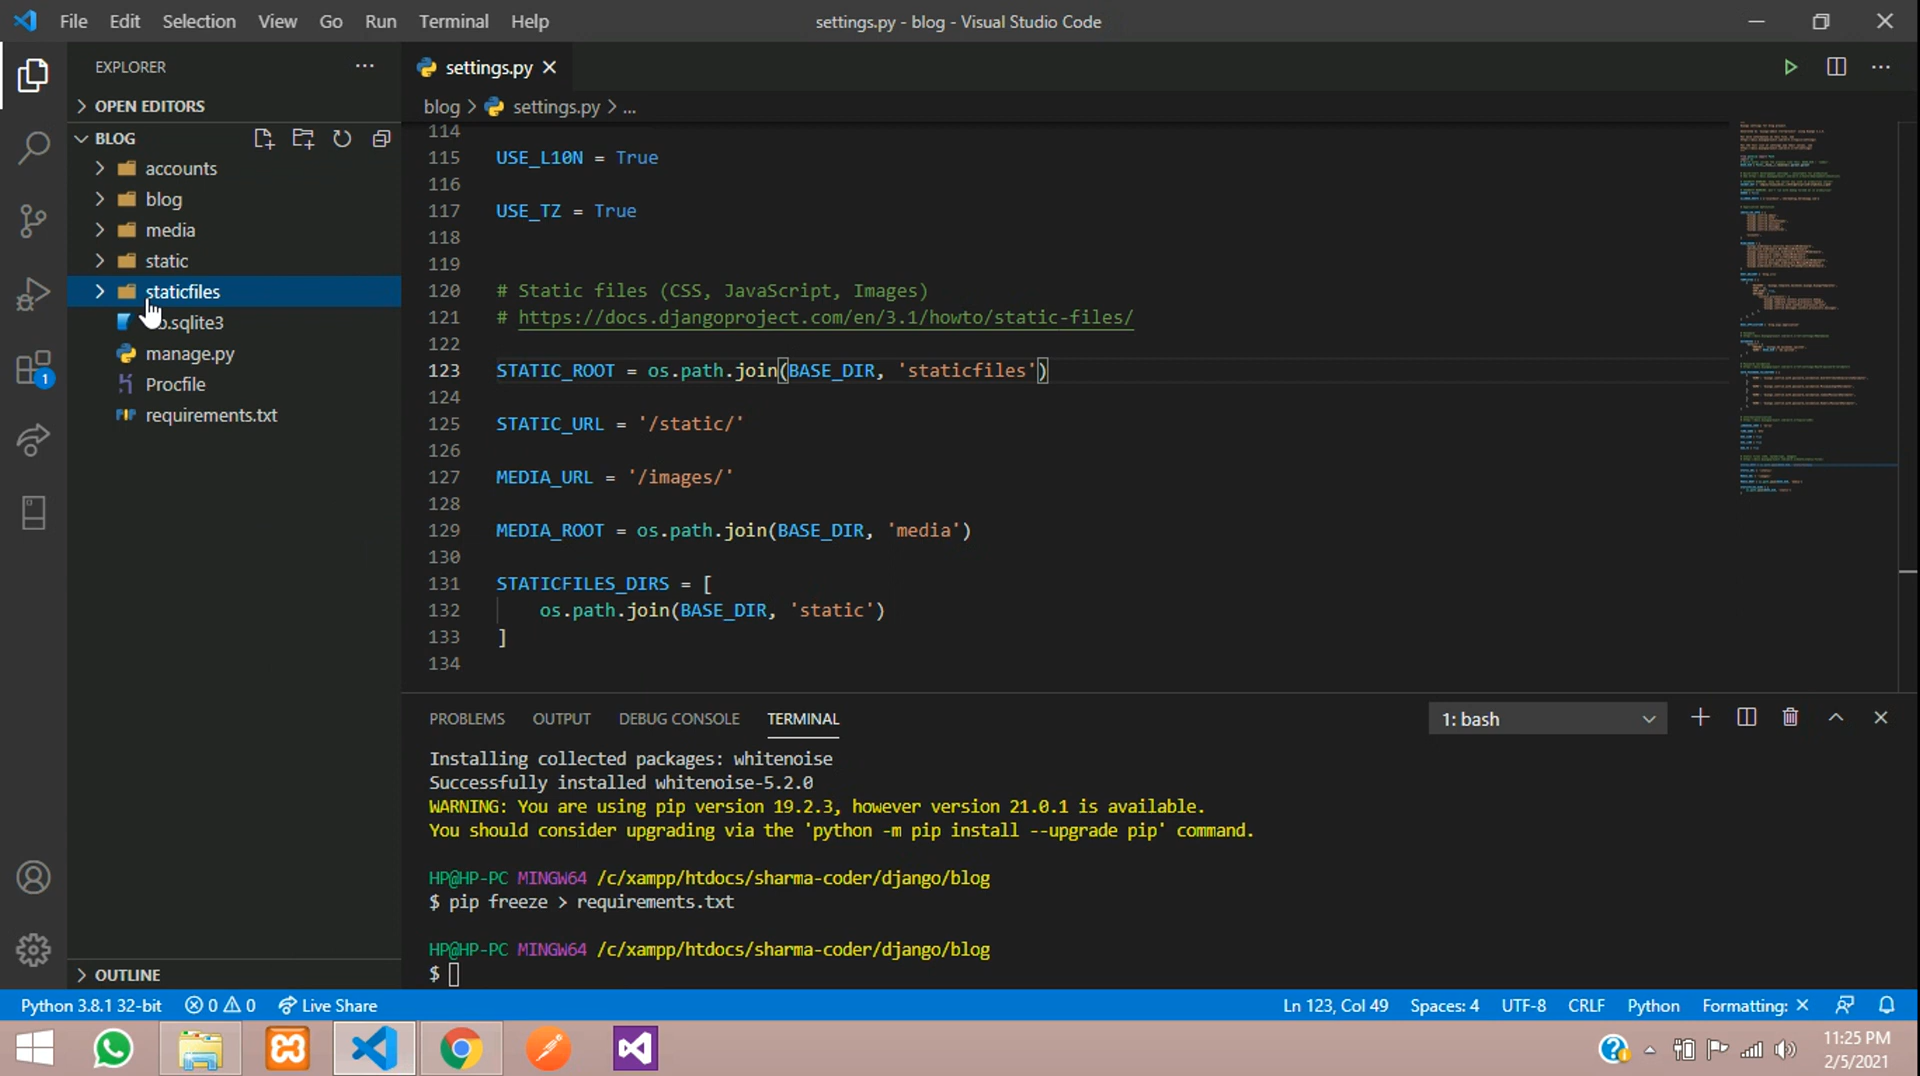 File Edit Selection View Go Run Terminal Help
settings.py - blog - Visual Studio Code
EXPLORER
OPEN EDITORS
BLOG
accounts
blog
media
static
staticfiles
.sqlite3
manage.py
Procfile
requirements.txt
OUTLINE
1
settings.py
blog > settings.py > ...
114
115 USE_L10N = True
116
117 USE_TZ = True
118
119
120 # Static files (CSS, JavaScript, Images)
121 # https://docs.djangoproject.com/en/3.1/howto/static-files/
122
123 STATIC_ROOT = os.path.join(BASE_DIR, 'staticfiles')
124
125 STATIC_URL = '/static/'
126
127 MEDIA_URL = '/images/'
128
129 MEDIA_ROOT = os.path.join(BASE_DIR, 'media')
130
131 STATICFILES_DIRS = [
132 os.path.join(BASE_DIR, 'static')
133 ]
134
PROBLEMS OUTPUT DEBUG CONSOLE TERMINAL
1: bash
Installing collected packages: whitenoise
Successfully installed whitenoise-5.2.0
WARNING: You are using pip version 19.2.3, however version 21.0.1 is available.
You should consider upgrading via the 'python -m pip install --upgrade pip' command.
HP@HP-PC MINGW64 /c/xampp/htdocs/sharma-coder/django/blog
$ pip freeze > requirements.txt
HP@HP-PC MINGW64 /c/xampp/htdocs/sharma-coder/django/blog
$
Python 3.8.1 32-bit 0 0 Live Share
Ln 123, Col 49 Spaces: 4 UTF-8 CRLF Python Formatting: ×
11:25 PM
2/5/2021